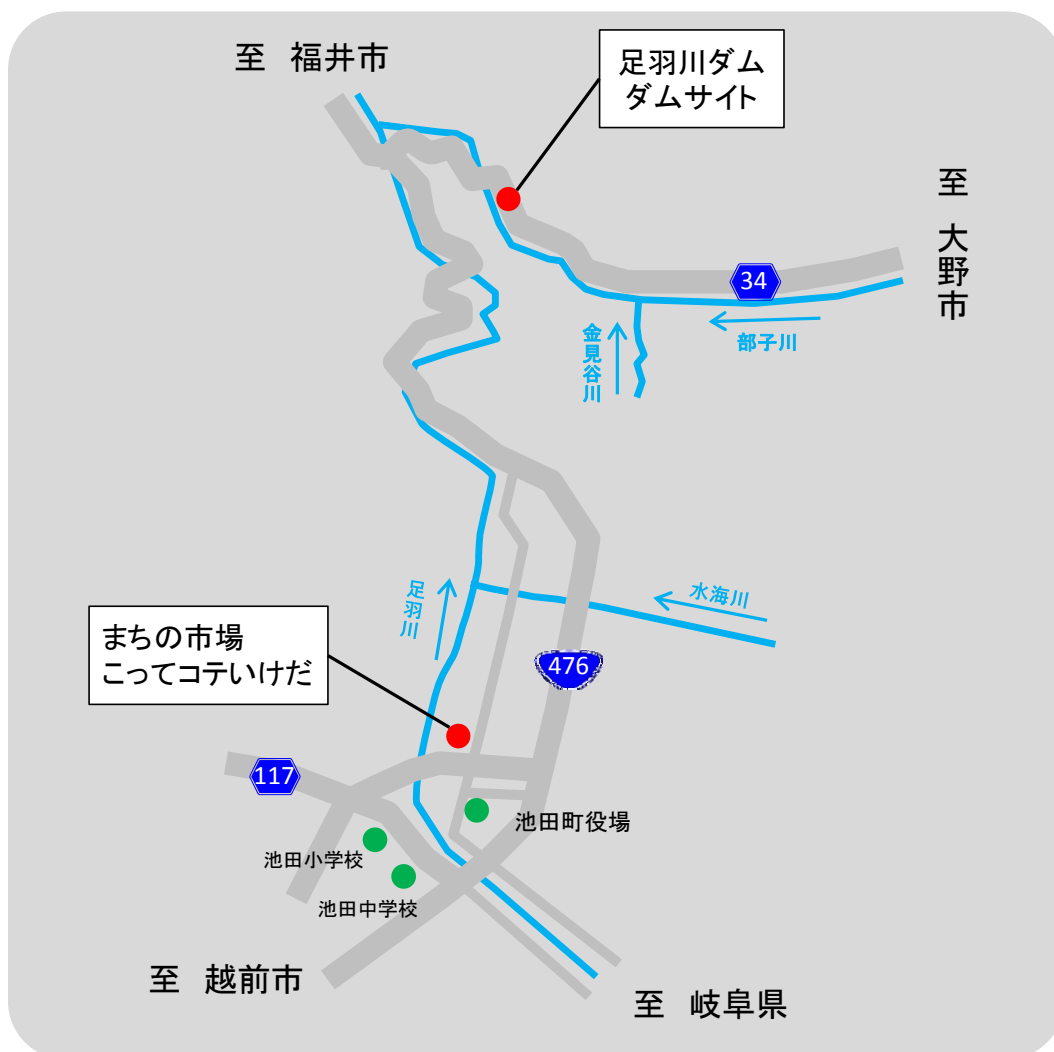 至 福井市
足羽川ダム
ダムサイト
至 大野市
34
部子川
金見谷川
足羽川
水海川
まちの市場
こってコテいけだ
476
117
池田町役場
池田小学校
池田中学校
至 越前市
至 岐阜県